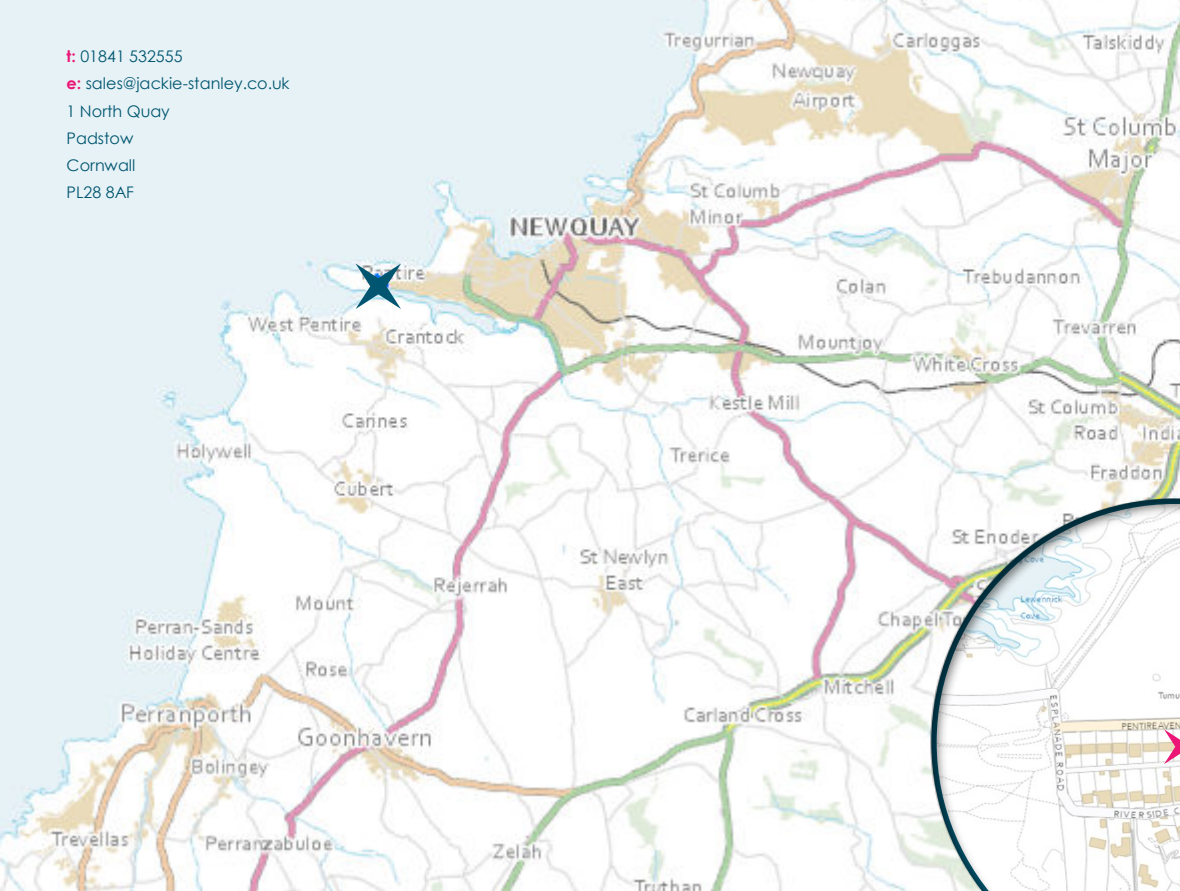 t: 01841 532555
e: sales@jackie-stanley.co.uk
1 North Quay
Padstow
Cornwall
PL28 8AF
Tregurrian
Carloggas
Talskiddy
Newquay
Airport
St Columb
Major
St Columb
Minor
NEWQUAY
Pentire
Colan
Trebudannon
West Pentire
Crantock
Mountjoy
Trevarren
White Cross
Kestle Mill
St Columb
Road
Carines
Holywell
Trerice
Fraddon
Cubert
St Enoder
St Newlyn
East
Rejerrah
Mount
Perran-Sands
Holiday Centre
Chapel
Rose
Mitchell
Perranporth
Carland Cross
Goonhavern
Bolingey
Trevellas
Perranzabuloe
Zelah
Truthan
Lewennick
Cove
ESPLANADE ROAD
PENTIRE AVEN
RIVERSIDE C